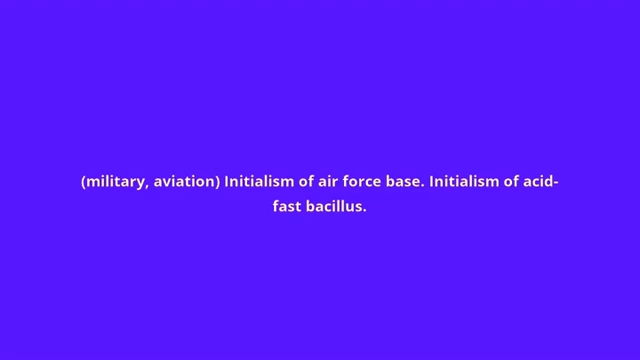 (military, aviation) Initialism of air force base. Initialism of acid-
fast bacillus.